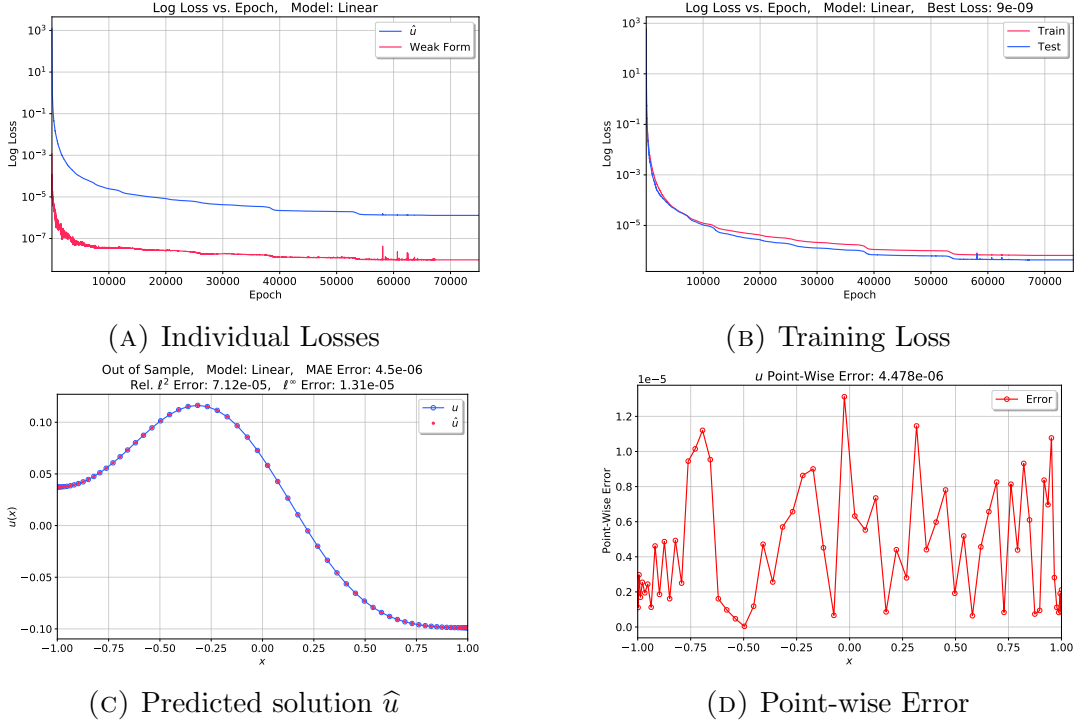 Log Loss vs. Epoch, Model: Linear
Log Loss
10³
10¹
10⁻¹
10⁻³
10⁻⁵
10⁻⁷
û
Weak Form
10000 20000 30000 40000 50000 60000 70000
Epoch
(A) Individual Losses
Log Loss vs. Epoch, Model: Linear, Best Loss: 9e-09
Log Loss
10³
10¹
10⁻¹
10⁻³
10⁻⁵
Train
Test
10000 20000 30000 40000 50000 60000 70000
Epoch
(B) Training Loss
Out of Sample, Model: Linear, MAE Error: 4.5e-06
Rel. ℓ² Error: 7.12e-05, ℓ^∞ Error: 1.31e-05
u(x)
0.10
0.05
0.00
−0.05
−0.10
u
û
−1.00 −0.75 −0.50 −0.25 0.00 0.25 0.50 0.75 1.00
x
(C) Predicted solution û
u Point-Wise Error: 4.478e-06
1e−5
Point-Wise Error
1.2
1.0
0.8
0.6
0.4
0.2
0.0
Error
−1.00 −0.75 −0.50 −0.25 0.00 0.25 0.50 0.75 1.00
x
(D) Point-wise Error